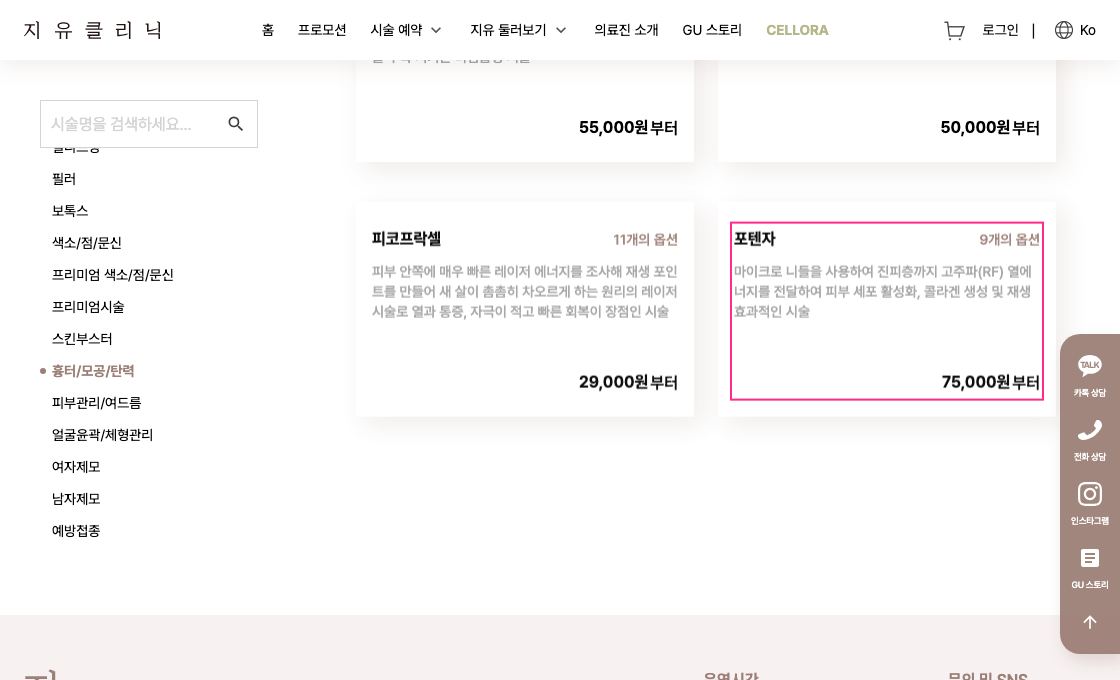 지유클리닉
홈
프로모션
시술 예약
지유 둘러보기
의료진 소개
GU 스토리
CELLORA
로그인
|
Ko
시술명을 검색하세요...
필러
보톡스
색소/점/문신
프리미엄 색소/점/문신
프리미엄시술
스킨부스터
흉터/모공/탄력
피부관리/여드름
얼굴윤곽/체형관리
여자제모
남자제모
예방접종
55,000원부터
50,000원부터
피코프락셀
11개의 옵션
피부 안쪽에 매우 빠른 레이저 에너지를 조사해 재생 포인
트를 만들어 새 살이 촘촘히 차오르게 하는 원리의 레이저
시술로 열과 통증, 자극이 적고 빠른 회복이 장점인 시술
29,000원부터
포텐자
9개의 옵션
마이크로 니들을 사용하여 진피층까지 고주파(RF) 열에
너지를 전달하여 피부 세포 활성화, 콜라겐 생성 및 재생
효과적인 시술
75,000원부터
TALK
카톡 상담
전화 상담
인스타그램
GU 스토리
운영시간
문의 및 SNS